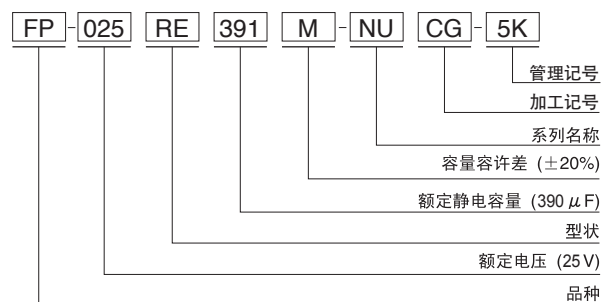 FP-025 RE 391 M-NU CG-5K
管理记号
加工记号
系列名称
容量容许差 (±20%)
额定静电容量 (390 μF)
型状
额定电压 (25V)
品种